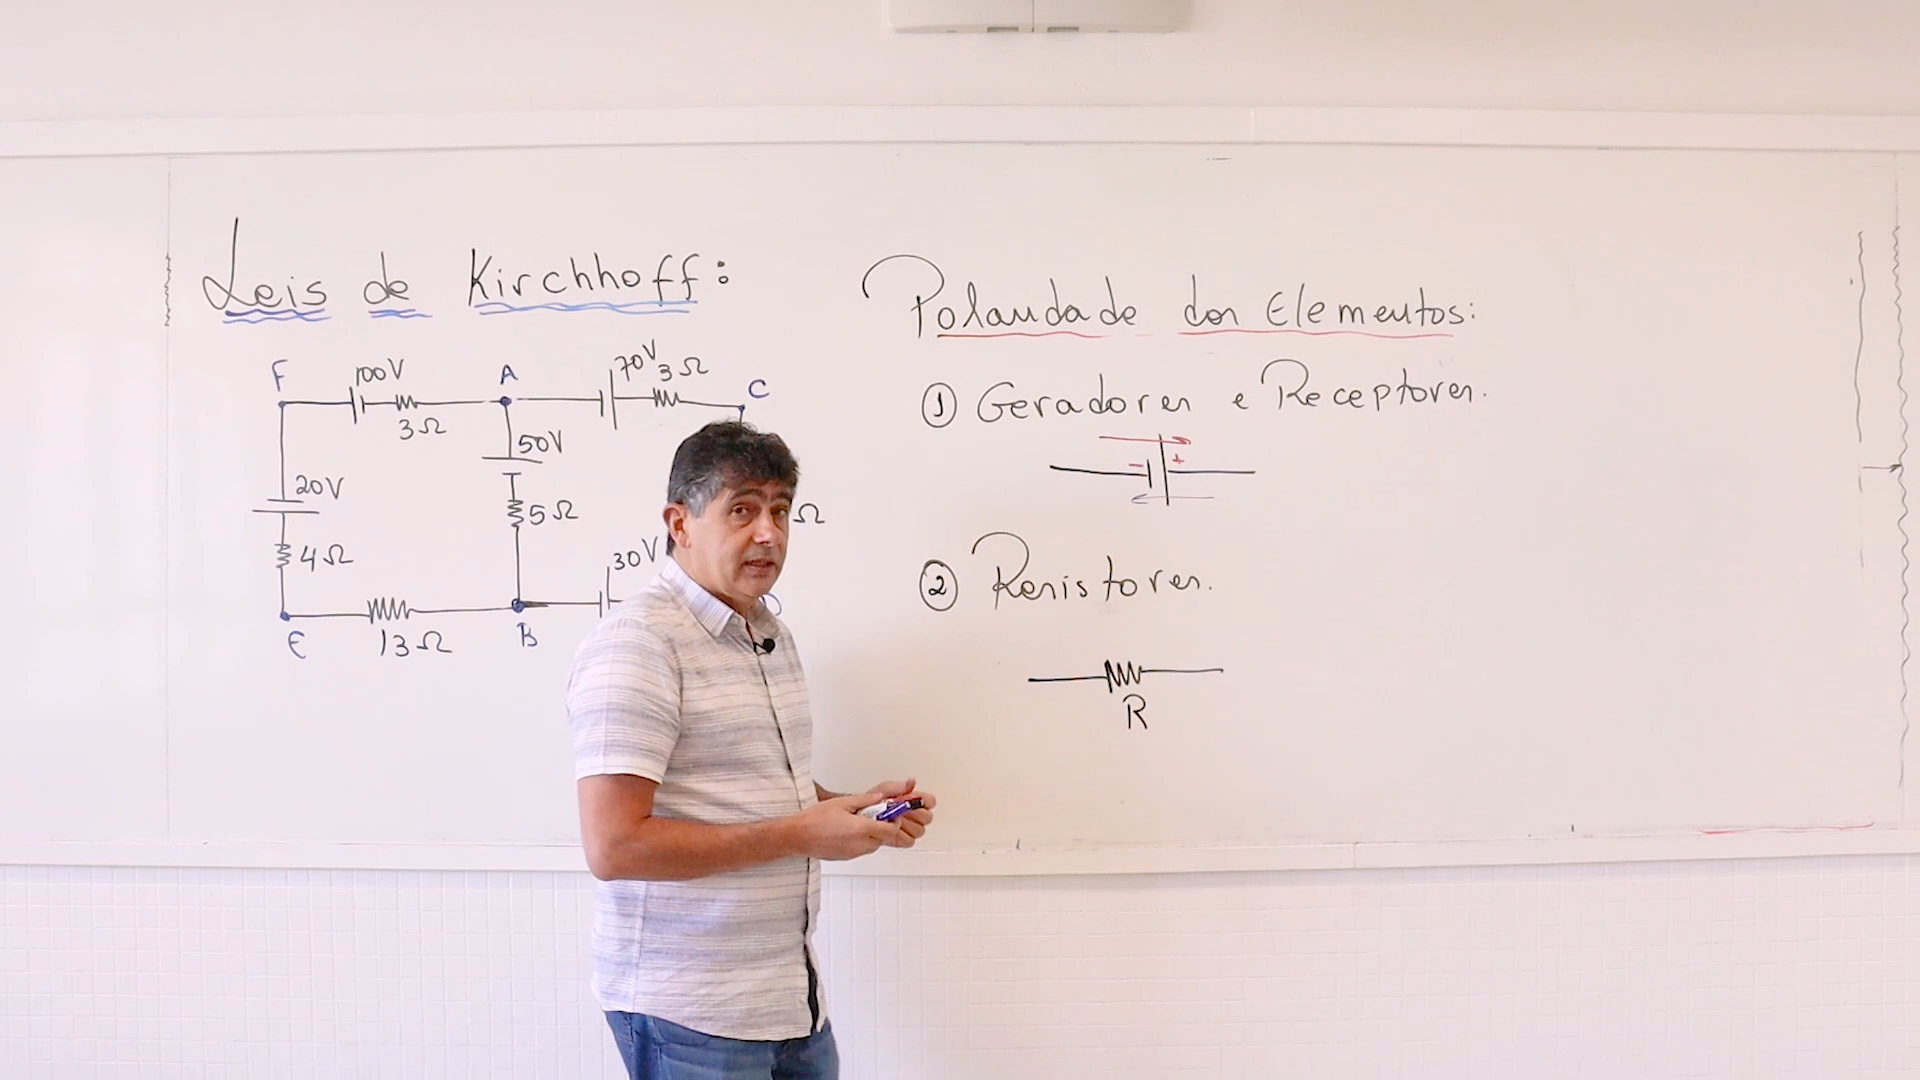 Leis de Kirchhoff:
F
100V
3Ω
A
70V
3Ω
C
50V
5Ω
20V
4Ω
Ω
30V
E
13Ω
B
D
Polaridade dos Elementos:
① Geradores e Receptores.
- +
② Resistores.
R